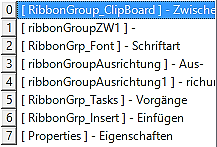 0 [ RibbonGroup_ClipBoard ] - Zwische
1 [ ribbonGroupZW1 ] -
2 [ RibbonGrp_Font ] - Schriftart
3 [ ribbonGroupAusrichtung ] - Aus-
4 [ ribbonGroupAusrichtung1 ] - richun
5 [ RibbonGrp_Tasks ] - Vorgänge
6 [ RibbonGrp_Insert ] - Einfügen
7 [ Properties ] - Eigenschaften